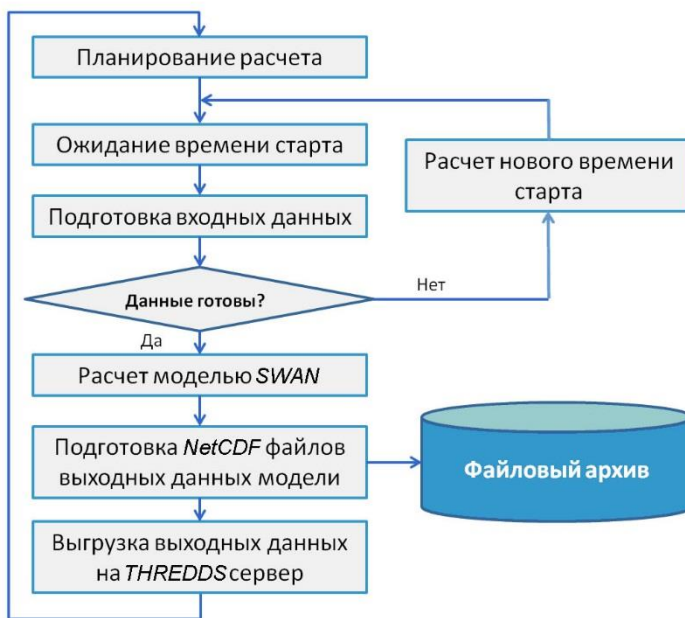 Планирование расчета
Ожидание времени старта
Расчет нового времени
старта
Подготовка входных данных
Данные готовы?
Нет
Да
Расчет моделью SWAN
Подготовка NetCDF файлов
выходных данных модели
Файловый архив
Выгрузка выходных данных
на THREDDS сервер